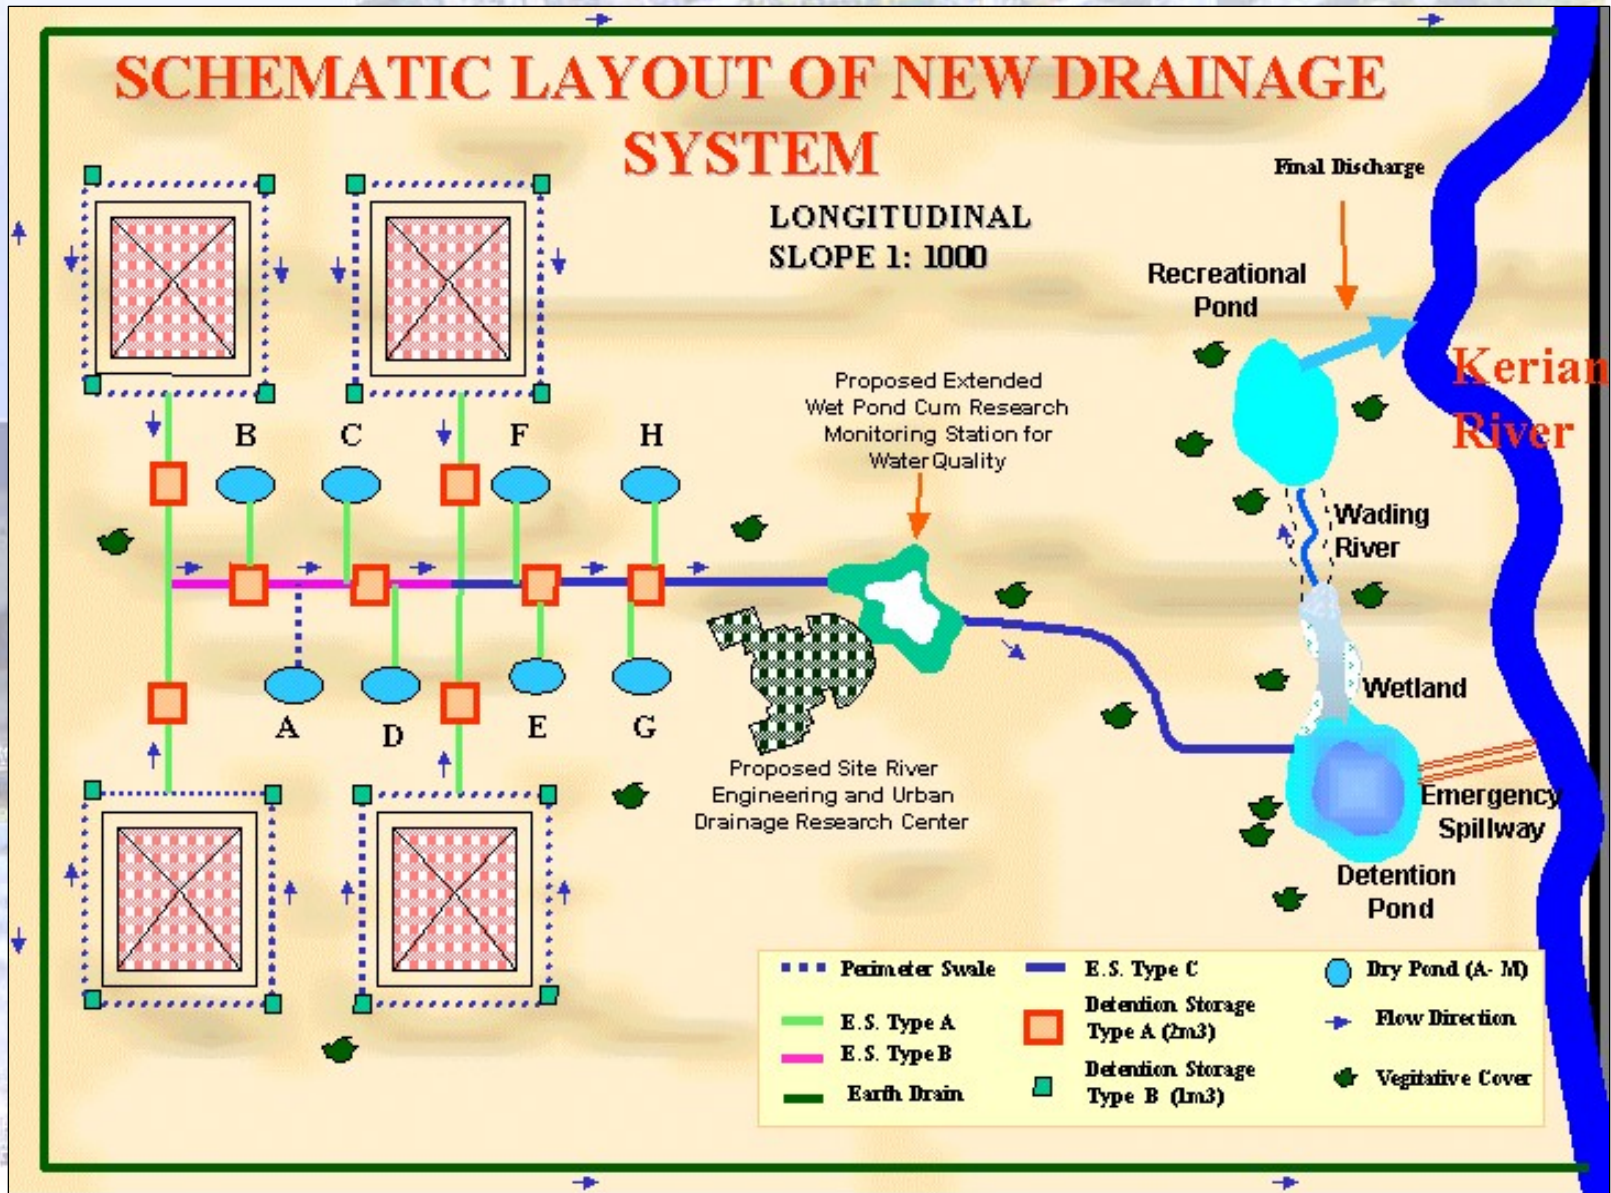 SCHEMATIC LAYOUT OF NEW DRAINAGE
SYSTEM
LONGITUDINAL
SLOPE 1: 1000
Final Discharge
Recreational
Pond
Kerian
River
Proposed Extended
Wet Pond Cum Research
Monitoring Station for
Water Quality
B
C
F
H
Wading
River
A
D
E
G
Wetland
Proposed Site River
Engineering and Urban
Drainage Research Center
Emergency
Spillway
Detention
Pond
Perimeter Swale
E.S. Type A
E.S. Type B
Earth Drain
E.S. Type C
Detention Storage
Type A (2m3)
Detention Storage
Type B (1m3)
Dry Pond (A- M)
Flow Direction
Vegitative Cover